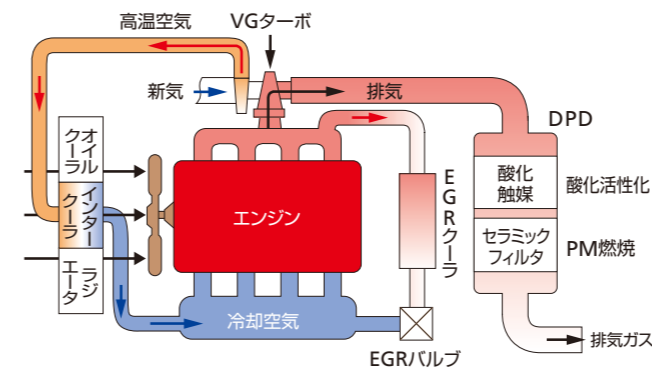 高温空気
VGターボ
新気
排気
DPD
オイル
クーラ
インター
クーラ
ラジ
エータ
エンジン
EGRクーラ
酸化
触媒
酸化活性化
セラミック
フィルタ
PM燃焼
冷却空気
EGRバルブ
排気ガス